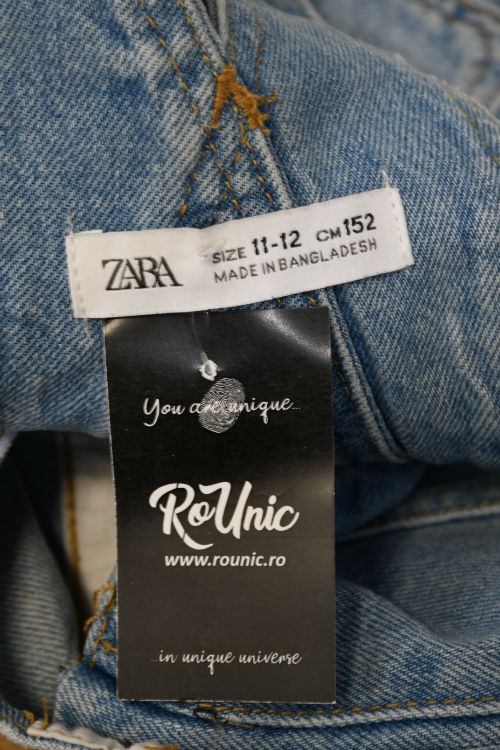 ZARA
SIZE 11-12 CM 152
MADE IN BANGLADESH
You are unique...
RoUnic
www.rounic.ro
...in unique universe